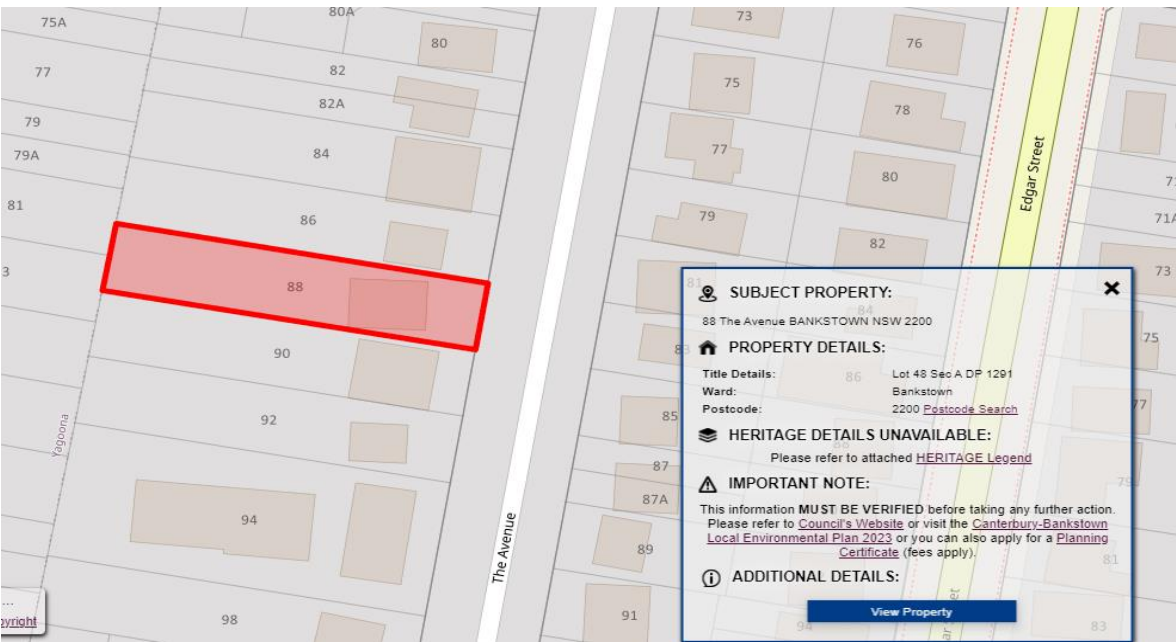 75A
80A
73
80
76
77
82
75
82A
78
79
79A
84
77
80
81
86
79
71A
82
3
88
73
90
75
92
85
77
87
87A
94
89
98
91
Yagoona
The Avenue
Edgar Street
81
83
84
86
88
94
79
81
83
SUBJECT PROPERTY:
88 The Avenue BANKSTOWN NSW 2200
PROPERTY DETAILS:
Title Details: Lot 48 Sec A DP 1291
Ward: Bankstown
Postcode: 2200 Postcode Search
HERITAGE DETAILS UNAVAILABLE:
Please refer to attached HERITAGE Legend
IMPORTANT NOTE:
This information MUST BE VERIFIED before taking any further action.
Please refer to Council's Website or visit the Canterbury-Bankstown
Local Environmental Plan 2023 or you can also apply for a Planning
Certificate (fees apply).
ADDITIONAL DETAILS:
View Property
...
pyright